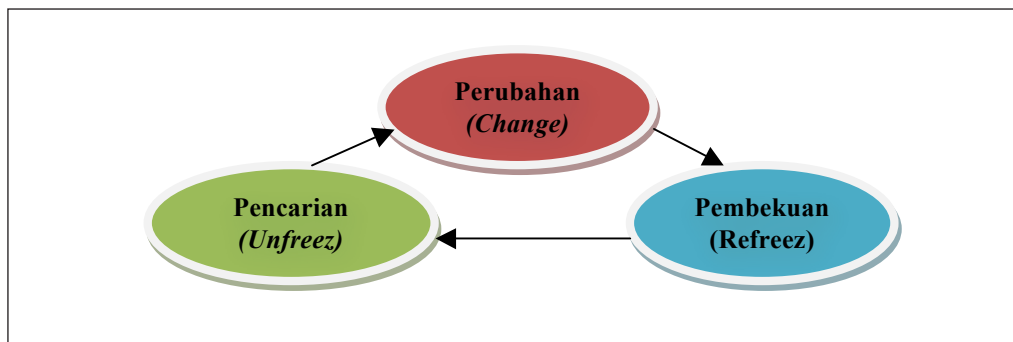 Perubahan
(Change)
Pencarian
(Unfreez)
Pembekuan
(Refreez)